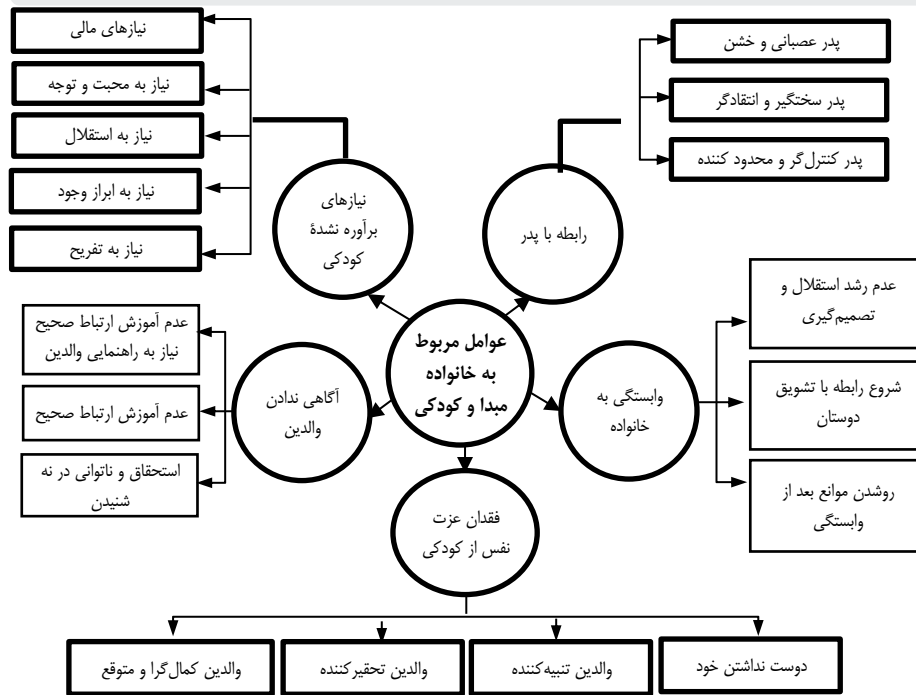 پدر عصبانی و خشن
پدر سختگیر و انتقادگر
پدر کنترل‌گر و محدود کننده
رابطه با پدر
نیازهای مالی
نیاز به محبت و توجه
نیاز به استقلال
نیاز به ابراز وجود
نیاز به تفریح
نیازهای
برآوره نشدۀ
کودکی
عوامل مربوط
به خانواده
مبدا و کودکی
وابستگی به
خانواده
عدم رشد استقلال و
تصمیم‌گیری
شروع رابطه با تشویق
دوستان
روشدن موانع بعد از
وابستگی
آگاهی ندادن
والدین
عدم آموزش ارتباط صحیح
نیاز به راهنمایی والدین
عدم آموزش ارتباط صحیح
استحقاق و ناتوانی در نه
شنیدن
فقدان عزت
نفس از کودکی
دوست نداشتن خود
والدین تنبیه‌کننده
والدین تحقیرکننده
والدین کمال‌گرا و متوقع